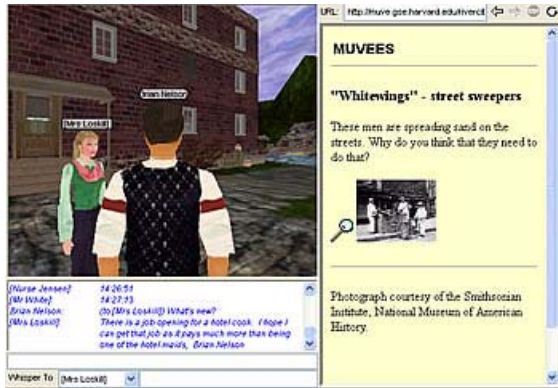 URL: http://muve.gse.harvard.edu/rivercit
MUVEES
"Whitewings" - street sweepers
These men are spreading sand on the
streets. Why do you think that they need to
do that?
Photograph courtesy of the Smithsonian
Institute, National Museum of American
History.
Brian Nelson
[Mrs Loskill]
[Nurse Jensen] 14:26:51
[Mr White] 14:27:13
Brian Nelson: (to [Mrs Loskill]) What's new?
[Mrs Loskill] There is a job opening for a hotel cook. I hope I
can get that job as it pays much more than being
one of the hotel maids, Brian Nelson
Whisper To [Mrs Loskill]